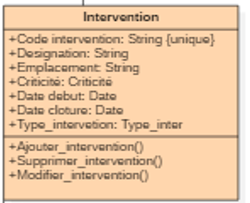 Intervention
+Code intervention: String {unique}
+Designation: String
+Emplacement: String
+Criticité: Criticité
+Date debut: Date
+Date cloture: Date
+Type_intervetion: Type_inter
+Ajouter_intervention()
+Supprimer_intervention()
+Modifier_intervention()